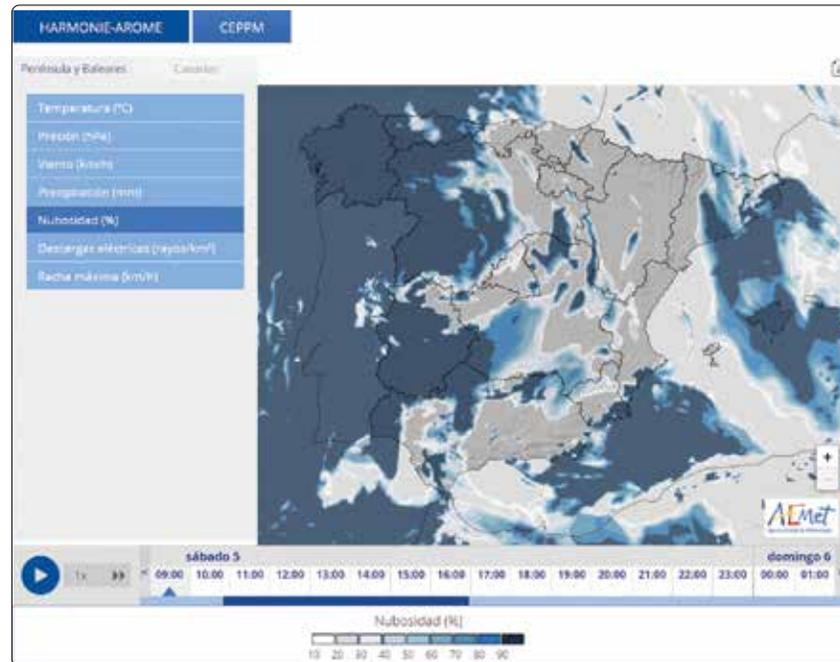 HARMONIE-AROME CEPPM
Península y Baleares Canarias
Temperatura (ºC)
Presión (hPa)
Viento (km/h)
Precipitación (mm)
Nubosidad (%)
Descargas eléctricas (rayos/km²)
Racha máxima (km/h)
+
-
AEmet
sábado 5 domingo 6
1x 09:00 10:00 11:00 12:00 13:00 14:00 15:00 16:00 17:00 18:00 19:00 20:00 21:00 22:00 23:00 00:00 01:00
Nubosidad (%)
10 20 30 40 50 60 70 80 90